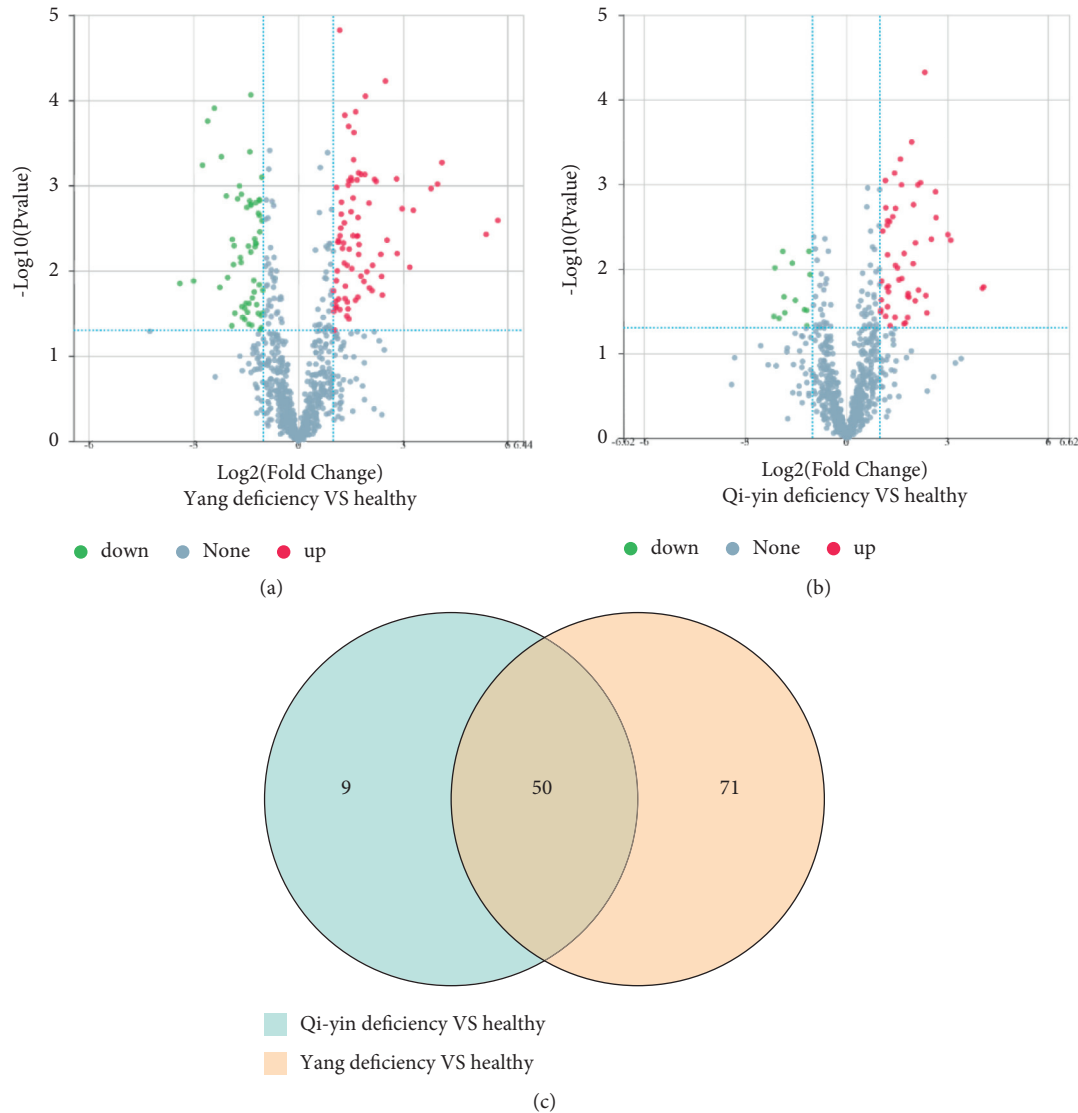 5
4
3
2
1
0
-Log10(Pvalue)
-6
-3
0
3
6 6.44
Log2(Fold Change)
Yang deficiency VS healthy
down
None
up
(a)
5
4
3
2
1
0
-Log10(Pvalue)
-6.62 -6
-3
0
3
6 6.62
Log2(Fold Change)
Qi-yin deficiency VS healthy
down
None
up
(b)
9
50
71
Qi-yin deficiency VS healthy
Yang deficiency VS healthy
(c)